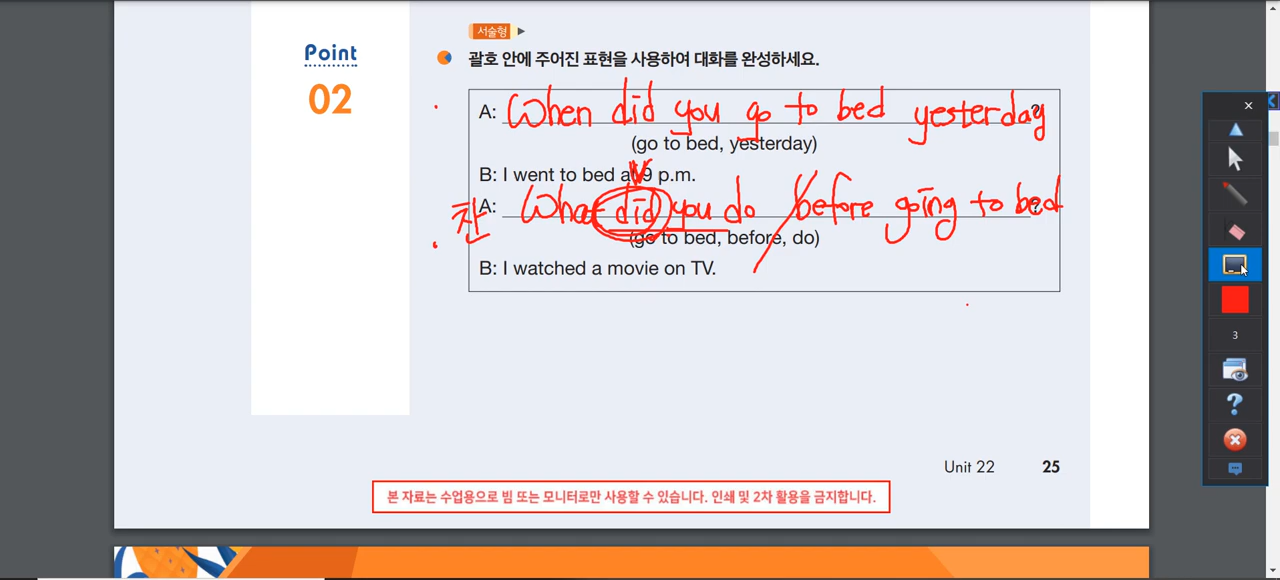 서술형 ▶
Point
02
괄호 안에 주어진 표현을 사용하여 대화를 완성하세요.
A: When did you go to bed yesterday ?
(go to bed, yesterday)
B: I went to bed at 9 p.m.
찬 A: What did you do / before going to bed ?
(go to bed, before, do)
B: I watched a movie on TV.
Unit 22 25
본 자료는 수업용으로 빔 또는 모니터로만 사용할 수 있습니다. 인쇄 및 2차 활용을 금지합니다.
3